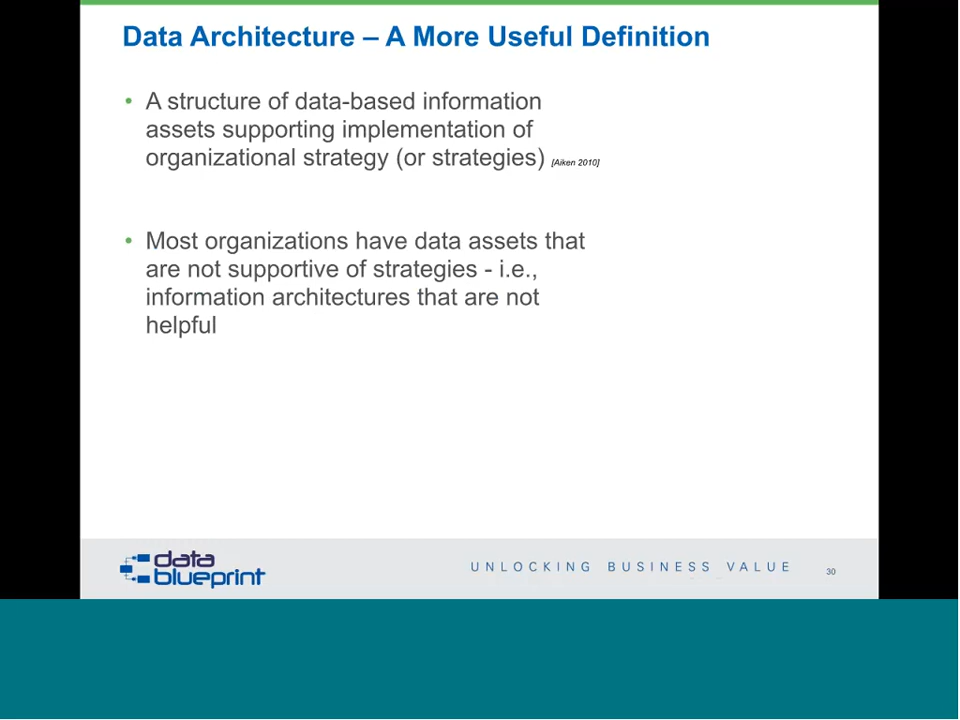 Data Architecture – A More Useful Definition
• A structure of data-based information
assets supporting implementation of
organizational strategy (or strategies) [Aiken 2010]
• Most organizations have data assets that
are not supportive of strategies - i.e.,
information architectures that are not
helpful
data
blueprint
UNLOCKING BUSINESS VALUE
30